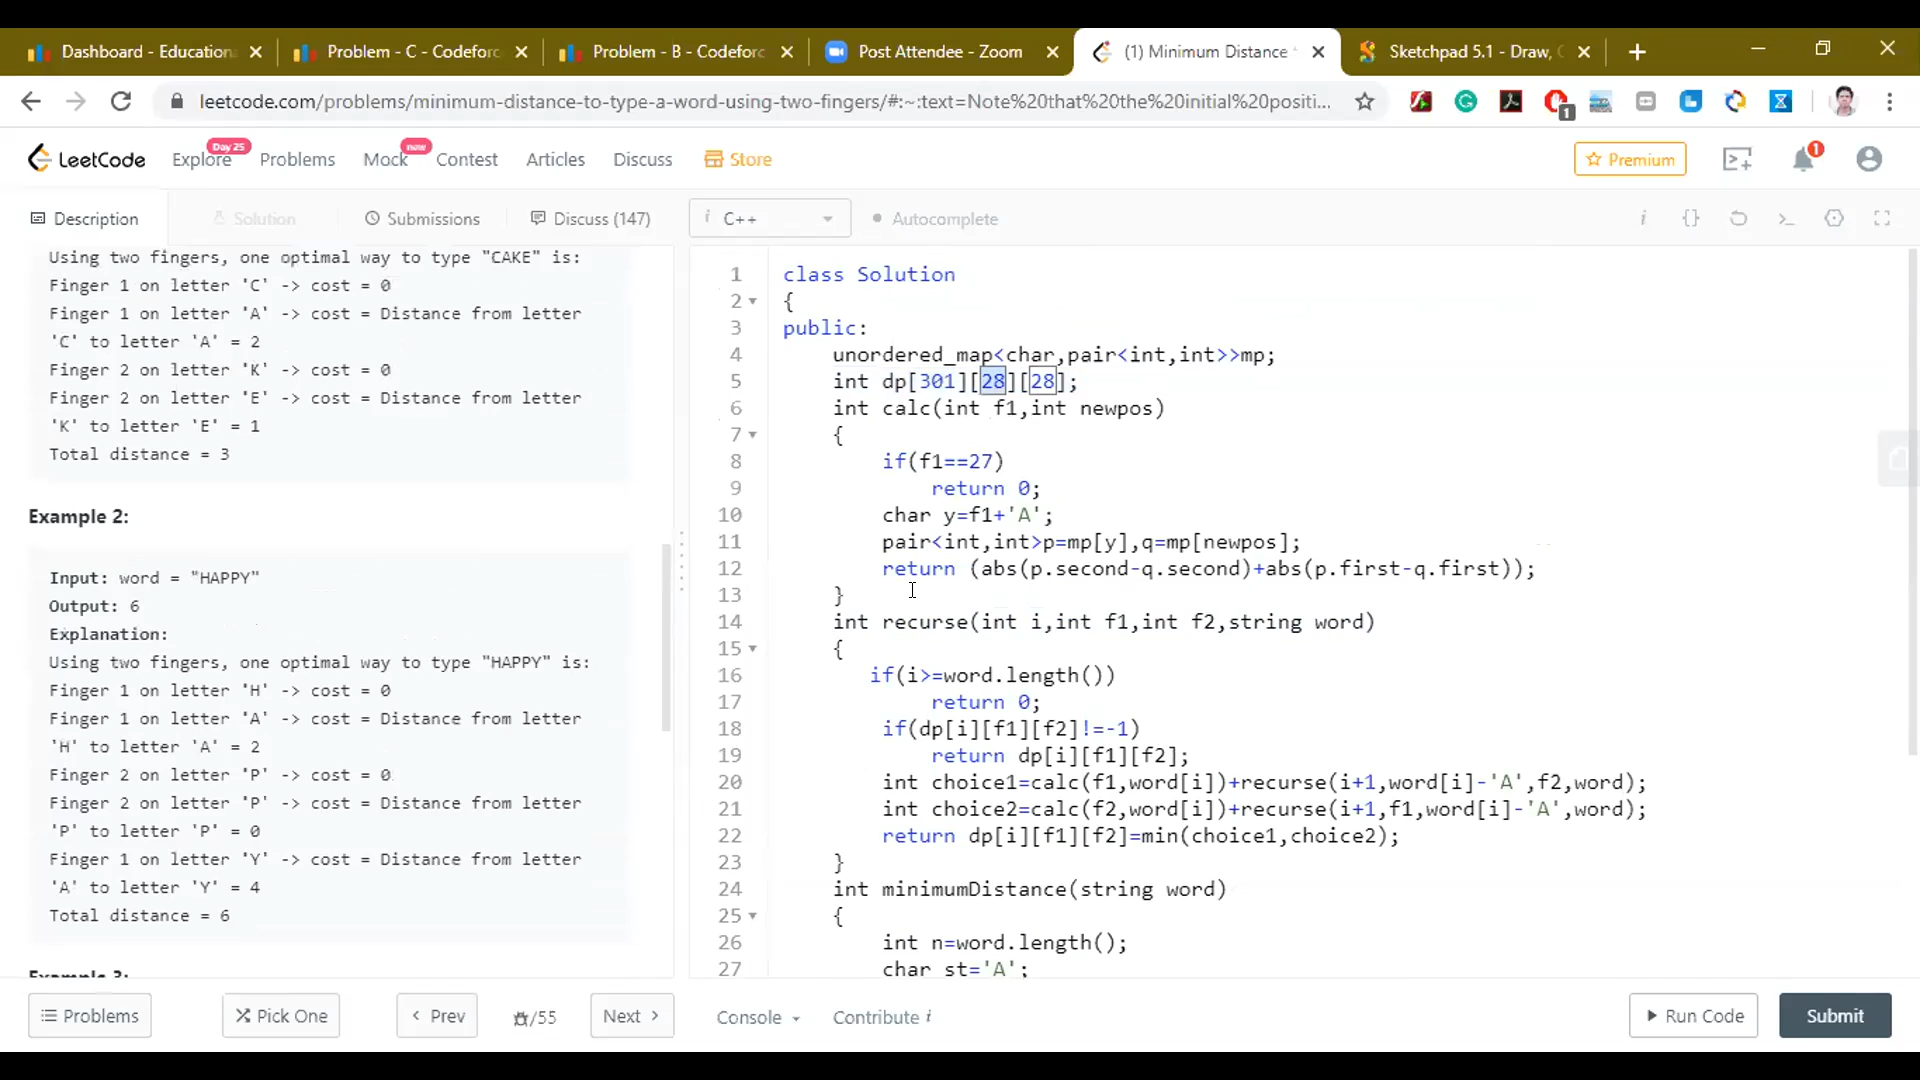 Dashboard - Educationa
Problem - C - Codeforc
Problem - B - Codeforc
Post Attendee - Zoom
(1) Minimum Distance
Sketchpad 5.1 - Draw, C
leetcode.com/problems/minimum-distance-to-type-a-word-using-two-fingers/#:~:text=Note%20that%20the%20initial%20positi...
1
LeetCode
Explore
Day 25
Problems
Mock
new
Contest
Articles
Discuss
Store
Premium
1
Description
Solution
Submissions
Discuss (147)
i C++
Autocomplete
Using two fingers, one optimal way to type "CAKE" is:
Finger 1 on letter 'C' -> cost = 0
Finger 1 on letter 'A' -> cost = Distance from letter
'C' to letter 'A' = 2
Finger 2 on letter 'K' -> cost = 0
Finger 2 on letter 'E' -> cost = Distance from letter
'K' to letter 'E' = 1
Total distance = 3
Example 2:
Input: word = "HAPPY"
Output: 6
Explanation:
Using two fingers, one optimal way to type "HAPPY" is:
Finger 1 on letter 'H' -> cost = 0
Finger 1 on letter 'A' -> cost = Distance from letter
'H' to letter 'A' = 2
Finger 2 on letter 'P' -> cost = 0
Finger 2 on letter 'P' -> cost = Distance from letter
'P' to letter 'P' = 0
Finger 1 on letter 'Y' -> cost = Distance from letter
'A' to letter 'Y' = 4
Total distance = 6
Example 3:
1 class Solution
2 {
3 public:
4 unordered_map<char,pair<int,int>>mp;
5 int dp[301][28][28];
6 int calc(int f1,int newpos)
7 {
8 if(f1==27)
9 return 0;
10 char y=f1+'A';
11 pair<int,int>p=mp[y],q=mp[newpos];
12 return (abs(p.second-q.second)+abs(p.first-q.first));
13 }
14 int recurse(int i,int f1,int f2,string word)
15 {
16 if(i>=word.length())
17 return 0;
18 if(dp[i][f1][f2]!=-1)
19 return dp[i][f1][f2];
20 int choice1=calc(f1,word[i])+recurse(i+1,word[i]-'A',f2,word);
21 int choice2=calc(f2,word[i])+recurse(i+1,f1,word[i]-'A',word);
22 return dp[i][f1][f2]=min(choice1,choice2);
23 }
24 int minimumDistance(string word)
25 {
26 int n=word.length();
27 char st='A';
Problems
Pick One
Prev
/55
Next
Console
Contribute i
Run Code
Submit